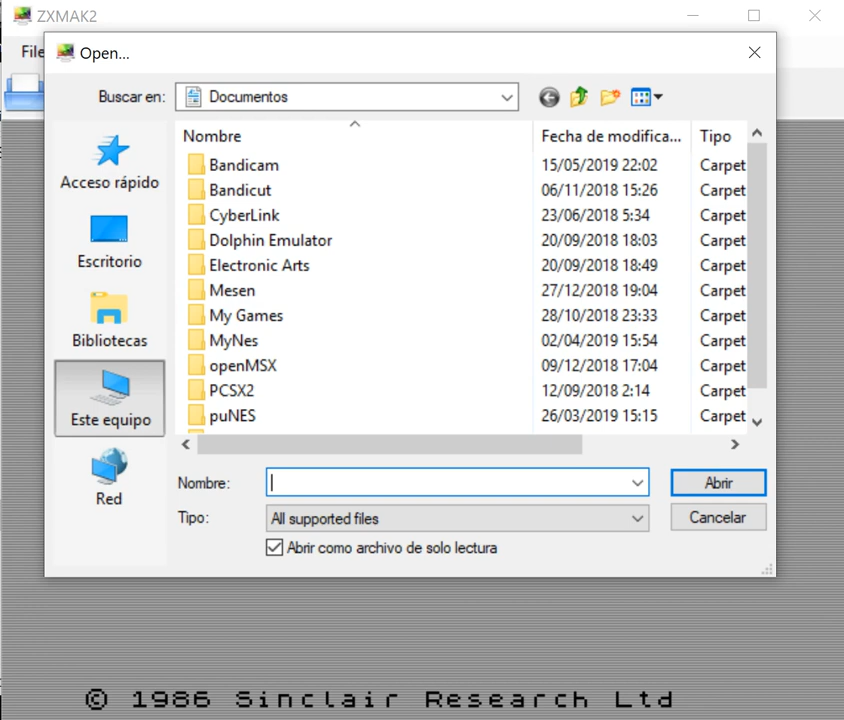 ZXMAK2
File
Open...
Buscar en: Documentos
Nombre Fecha de modifica... Tipo
Acceso rápido
Escritorio
Bibliotecas
Este equipo
Red
Bandicam 15/05/2019 22:02 Carpet
Bandicut 06/11/2018 15:26 Carpet
CyberLink 23/06/2018 5:34 Carpet
Dolphin Emulator 20/09/2018 18:03 Carpet
Electronic Arts 20/09/2018 18:49 Carpet
Mesen 27/12/2018 19:04 Carpet
My Games 28/10/2018 23:33 Carpet
MyNes 02/04/2019 15:54 Carpet
openMSX 09/12/2018 17:04 Carpet
PCSX2 12/09/2018 2:14 Carpet
puNES 26/03/2019 15:15 Carpet
Nombre: Abrir
Tipo: All supported files Cancelar
Abrir como archivo de solo lectura
© 1986 Sinclair Research Ltd